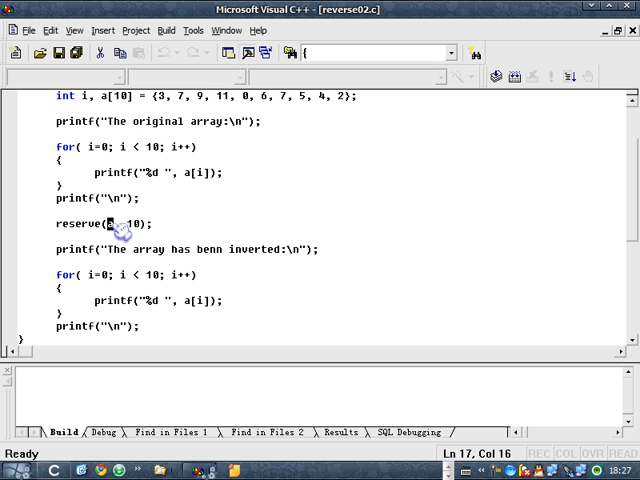 Microsoft Visual C++ - [reverse02.c]
File Edit View Insert Project Build Tools Window Help
{
int i, a[10] = {3, 7, 9, 11, 0, 6, 7, 5, 4, 2};
printf("The original array:\n");
for( i=0; i < 10; i++)
{
printf("%d ", a[i]);
}
printf("\n");
reserve(a, 10);
printf("The array has benn inverted:\n");
for( i=0; i < 10; i++)
{
printf("%d ", a[i]);
}
printf("\n");
}
Build Debug Find in Files 1 Find in Files 2 Results SQL Debugging
Ready Ln 17, Col 16 REC COL OVR READ
18:27